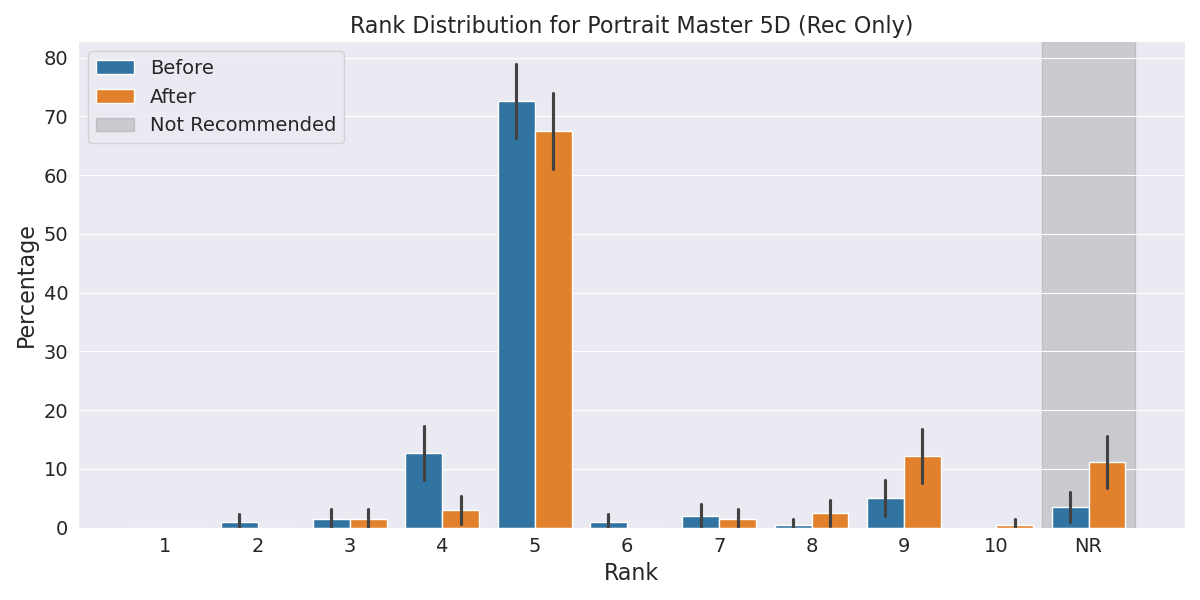 Rank Distribution for Portrait Master 5D (Rec Only)
Before
After
Not Recommended
Percentage
80
70
60
50
40
30
20
10
0
1 2 3 4 5 6 7 8 9 10 NR
Rank